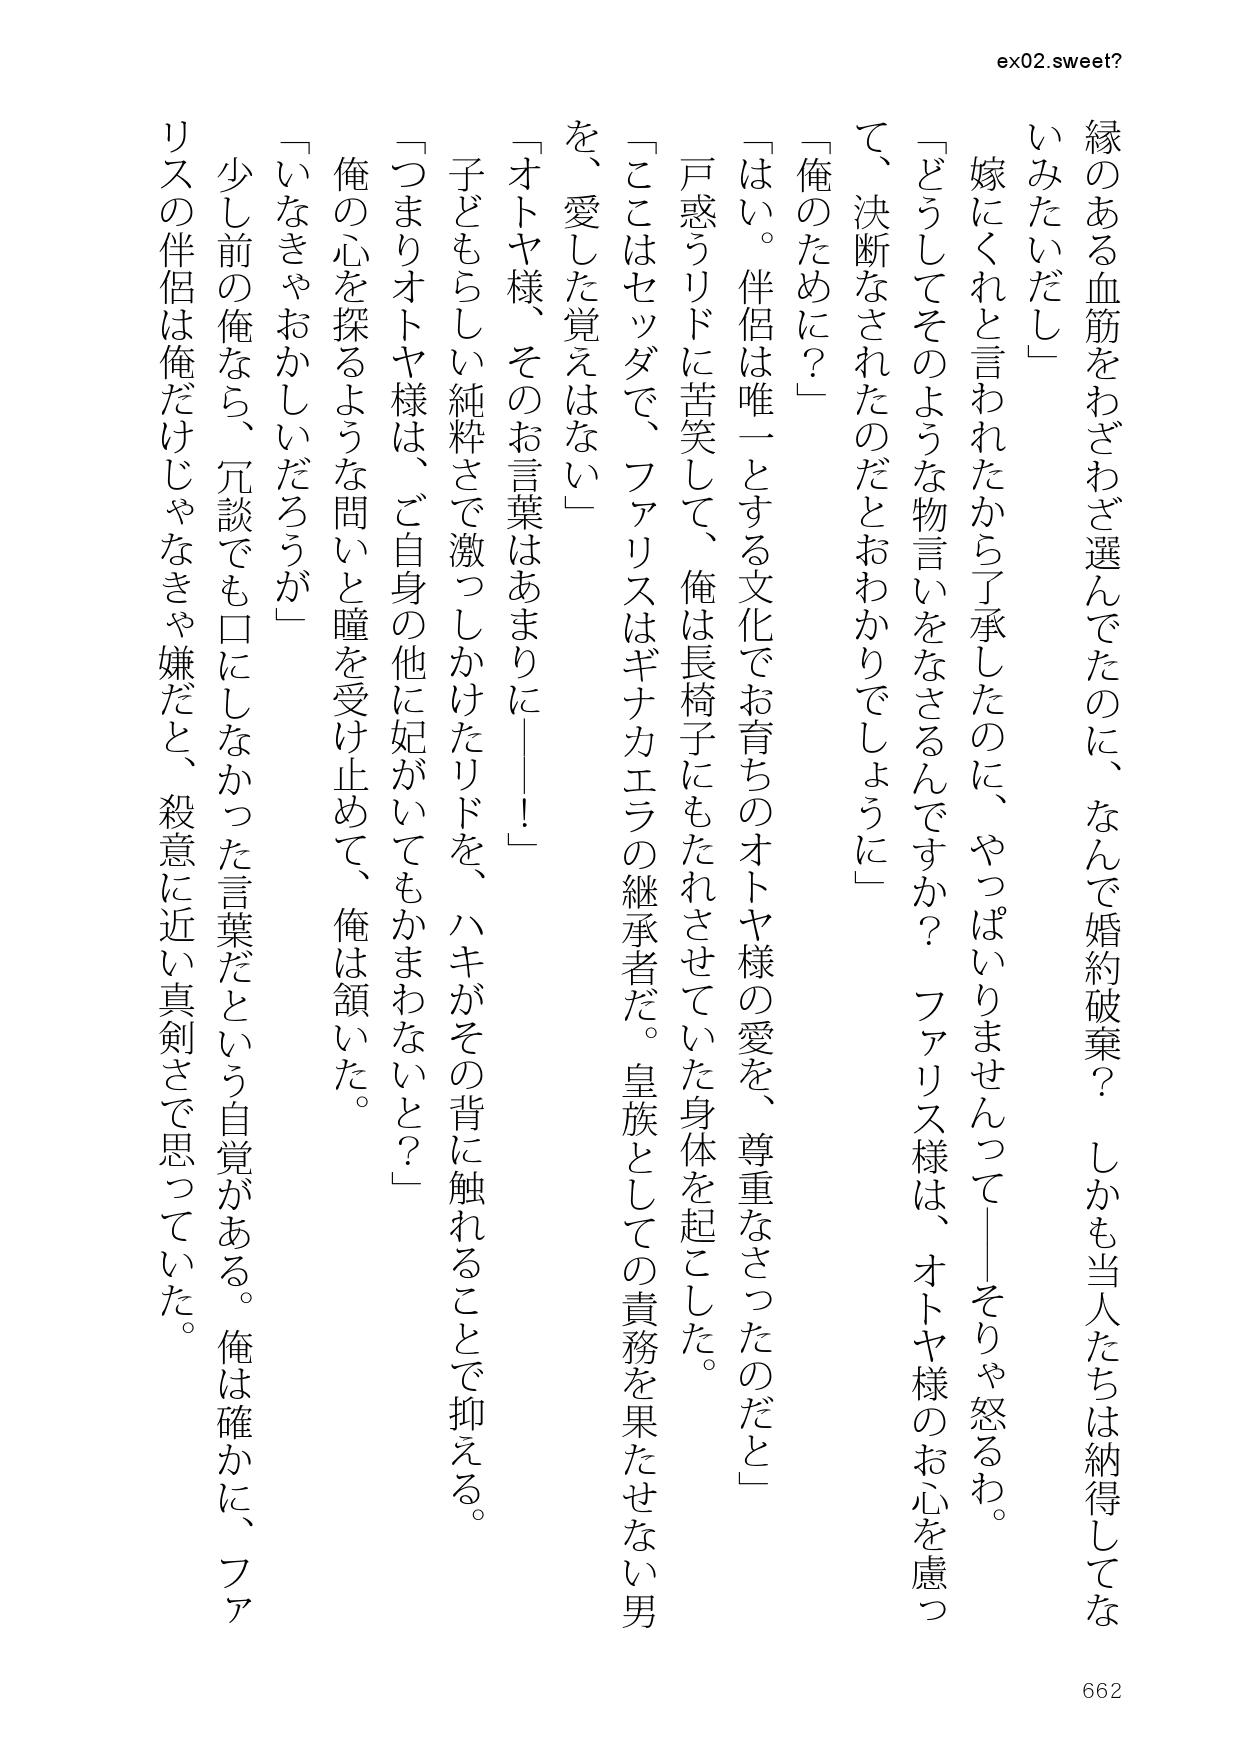 ex02.sweet?
縁のある血筋をわざわざ選んでたのに、なんで婚約破棄？　しかも当人たちは納得してな
いみたいだし」
　嫁にくれと言われたから了承したのに、やっぱいりませんって――そりゃ怒るわ。
「どうしてそのような物言いをなさるんですか？　ファリス様は、オトヤ様のお心を慮っ
て、決断なされたのだとおわかりでしょうに」
「俺のために？」
「はい。伴侶は唯一とする文化でお育ちのオトヤ様の愛を、尊重なさったのだと」
　戸惑うリドに苦笑して、俺は長椅子にもたれさせていた身体を起こした。
「ここはセッダで、ファリスはギナカエラの継承者だ。皇族としての責務を果たせない男
を、愛した覚えはない」
「オトヤ様、そのお言葉はあまりに――！」
　子どもらしい純粋さで激っしかけたリドを、ハキがその背に触れることで抑える。
「つまりオトヤ様は、ご自身の他に妃がいてもかまわないと？」
　俺の心を探るような問いと瞳を受け止めて、俺は頷いた。
「いなきゃおかしいだろうが」
　少し前の俺なら、冗談でも口にしなかった言葉だという自覚がある。俺は確かに、ファ
リスの伴侶は俺だけじゃなきゃ嫌だと、殺意に近い真剣さで思っていた。
662